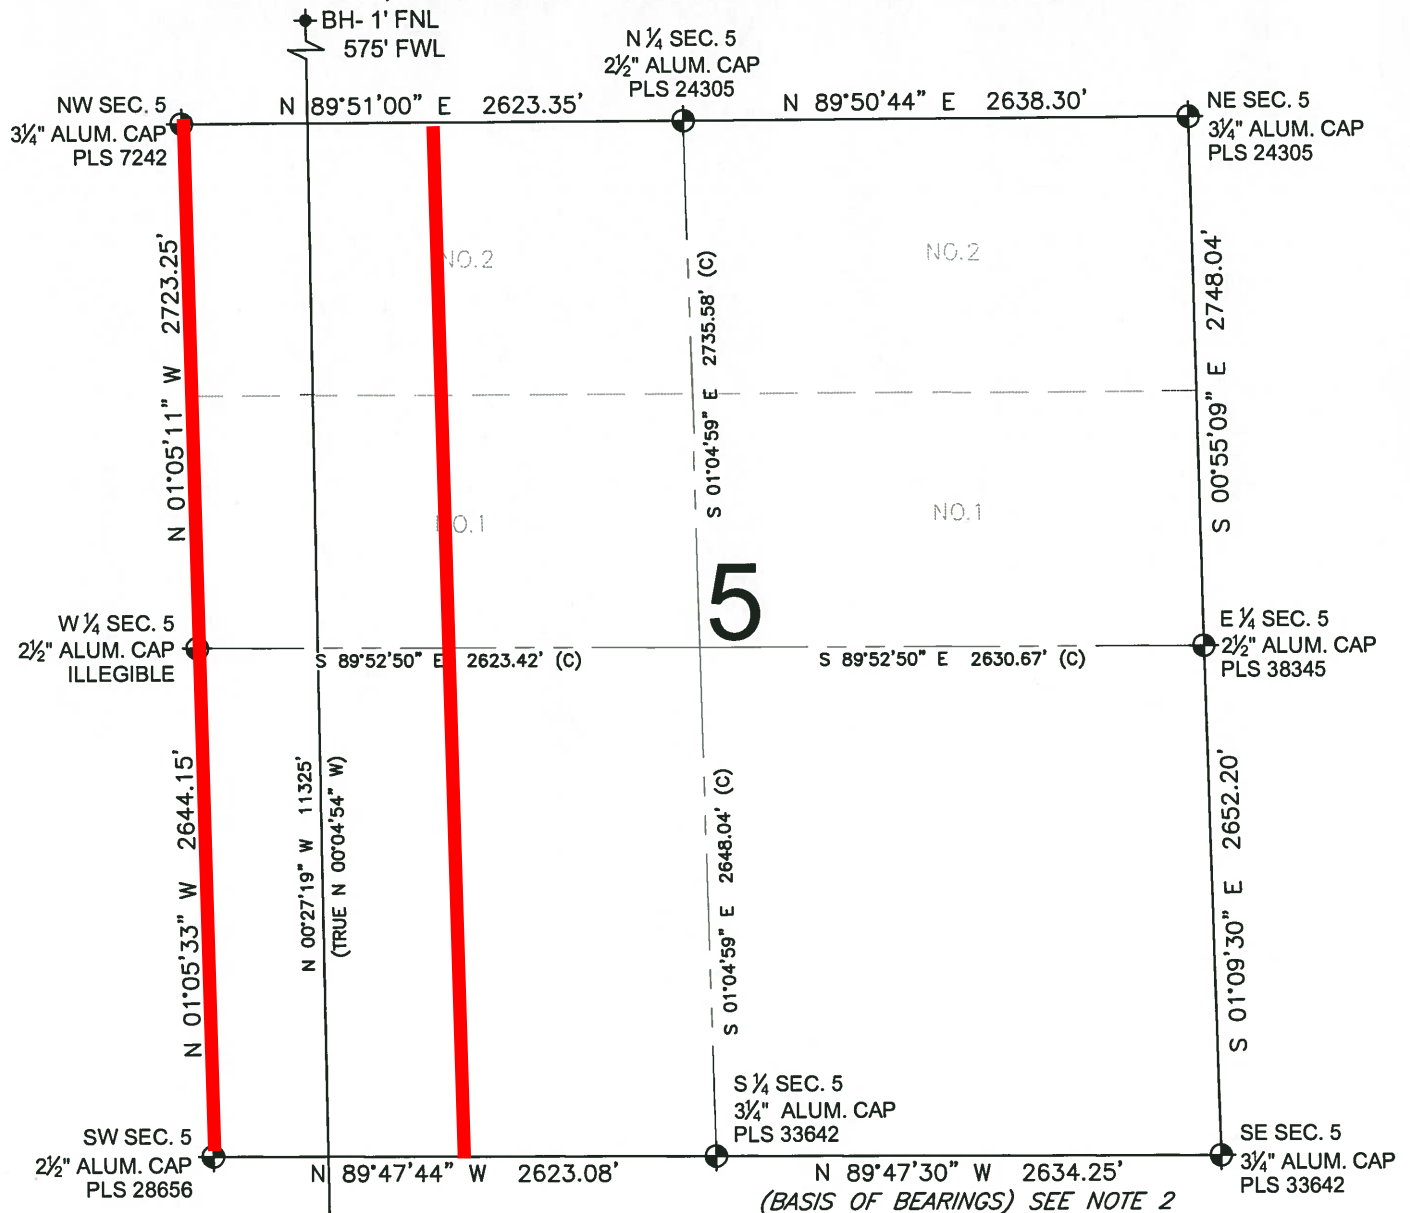 BH- 1' FNL
575' FWL
N ¼ SEC. 5
2½" ALUM. CAP
PLS 24305
NW SEC. 5
3¼" ALUM. CAP
PLS 7242
N 89°51'00" E 2623.35'
N 89°50'44" E 2638.30'
NE SEC. 5
3¼" ALUM. CAP
PLS 24305
N 01°05'11" W 2723.25'
NO.2
S 01°04'59" E 2735.58' (C)
NO.2
S 00°55'09" E 2748.04'
NO.1
NO.1
5
W ¼ SEC. 5
2½" ALUM. CAP
ILLEGIBLE
S 89°52'50" E 2623.42' (C)
S 89°52'50" E 2630.67' (C)
E ¼ SEC. 5
2½" ALUM. CAP
PLS 38345
N 01°05'33" W 2644.15'
N 00°27'19" W 11325'
(TRUE N 00°04'54" W)
S 01°04'59" E 2648.04' (C)
S 01°09'30" E 2652.20'
S ¼ SEC. 5
3¼" ALUM. CAP
PLS 33642
SW SEC. 5
2½" ALUM. CAP
PLS 28656
N 89°47'44" W 2623.08'
N 89°47'30" W 2634.25'
(BASIS OF BEARINGS) SEE NOTE 2
SE SEC. 5
3¼" ALUM. CAP
PLS 33642